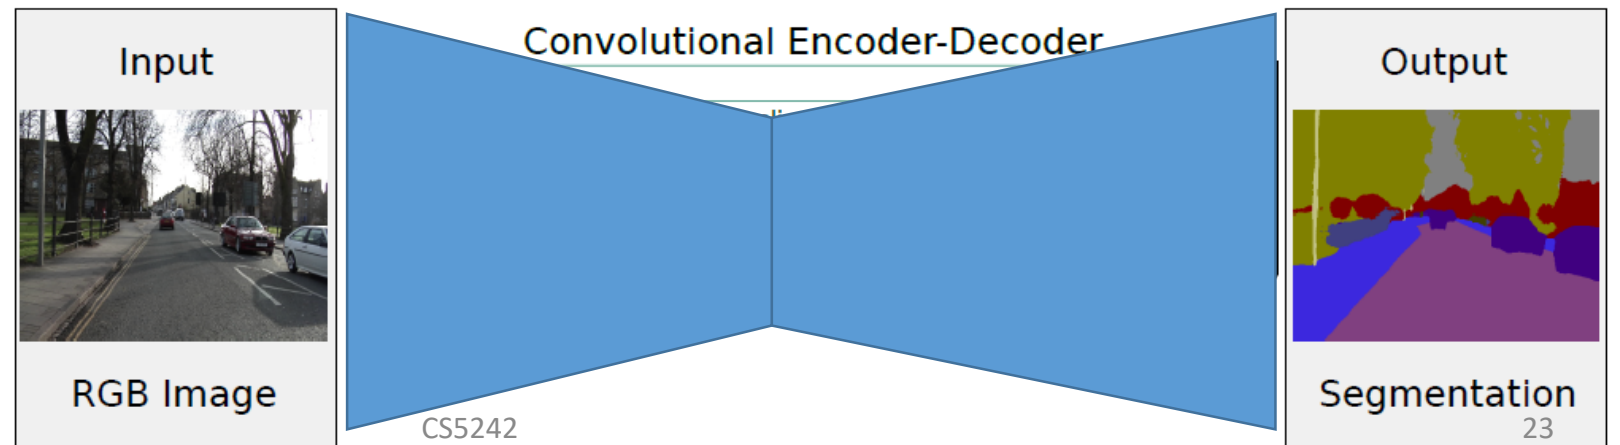 Convolutional Encoder-Decoder
Input
Output
RGB Image
Segmentation
CS5242
23